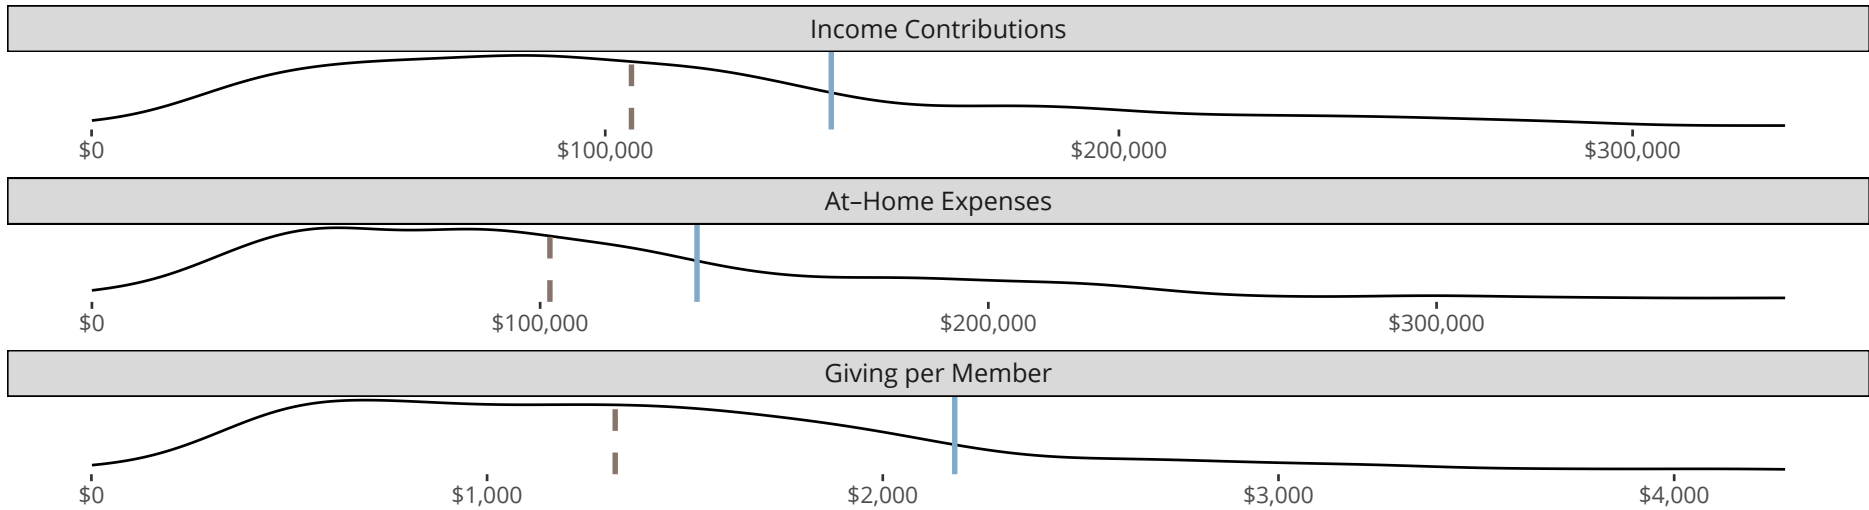 Income Contributions
$0 $100,000 $200,000 $300,000
At–Home Expenses
$0 $100,000 $200,000 $300,000
Giving per Member
$0 $1,000 $2,000 $3,000 $4,000